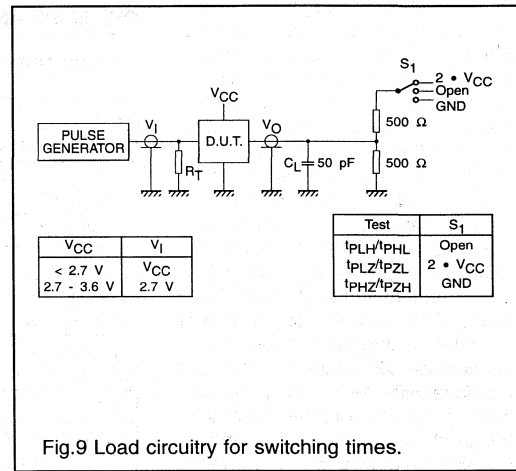 S1
2 • VCC
Open
GND
VCC
PULSE
GENERATOR
VI
D.U.T.
VO
RT
CL
50 pF
500 Ω
500 Ω
VCC VI
< 2.7 V VCC
2.7 - 3.6 V 2.7 V
Test S1
tPLH/tPHL Open
tPLZ/tPZL 2 • VCC
tPHZ/tPZH GND
Fig.9 Load circuitry for switching times.